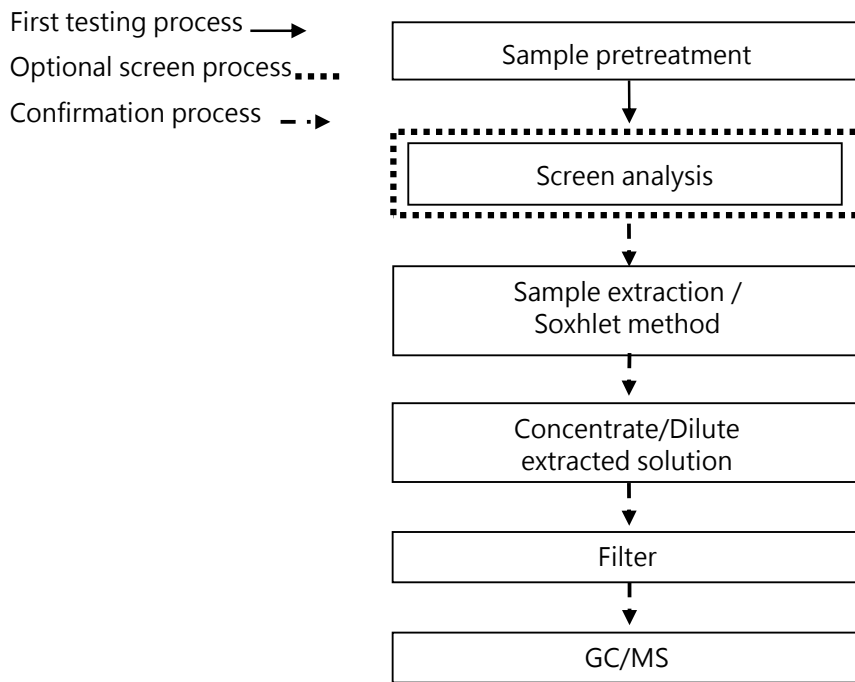 First testing process
Optional screen process
Confirmation process
Sample pretreatment
Screen analysis
Sample extraction /
Soxhlet method
Concentrate/Dilute
extracted solution
Filter
GC/MS